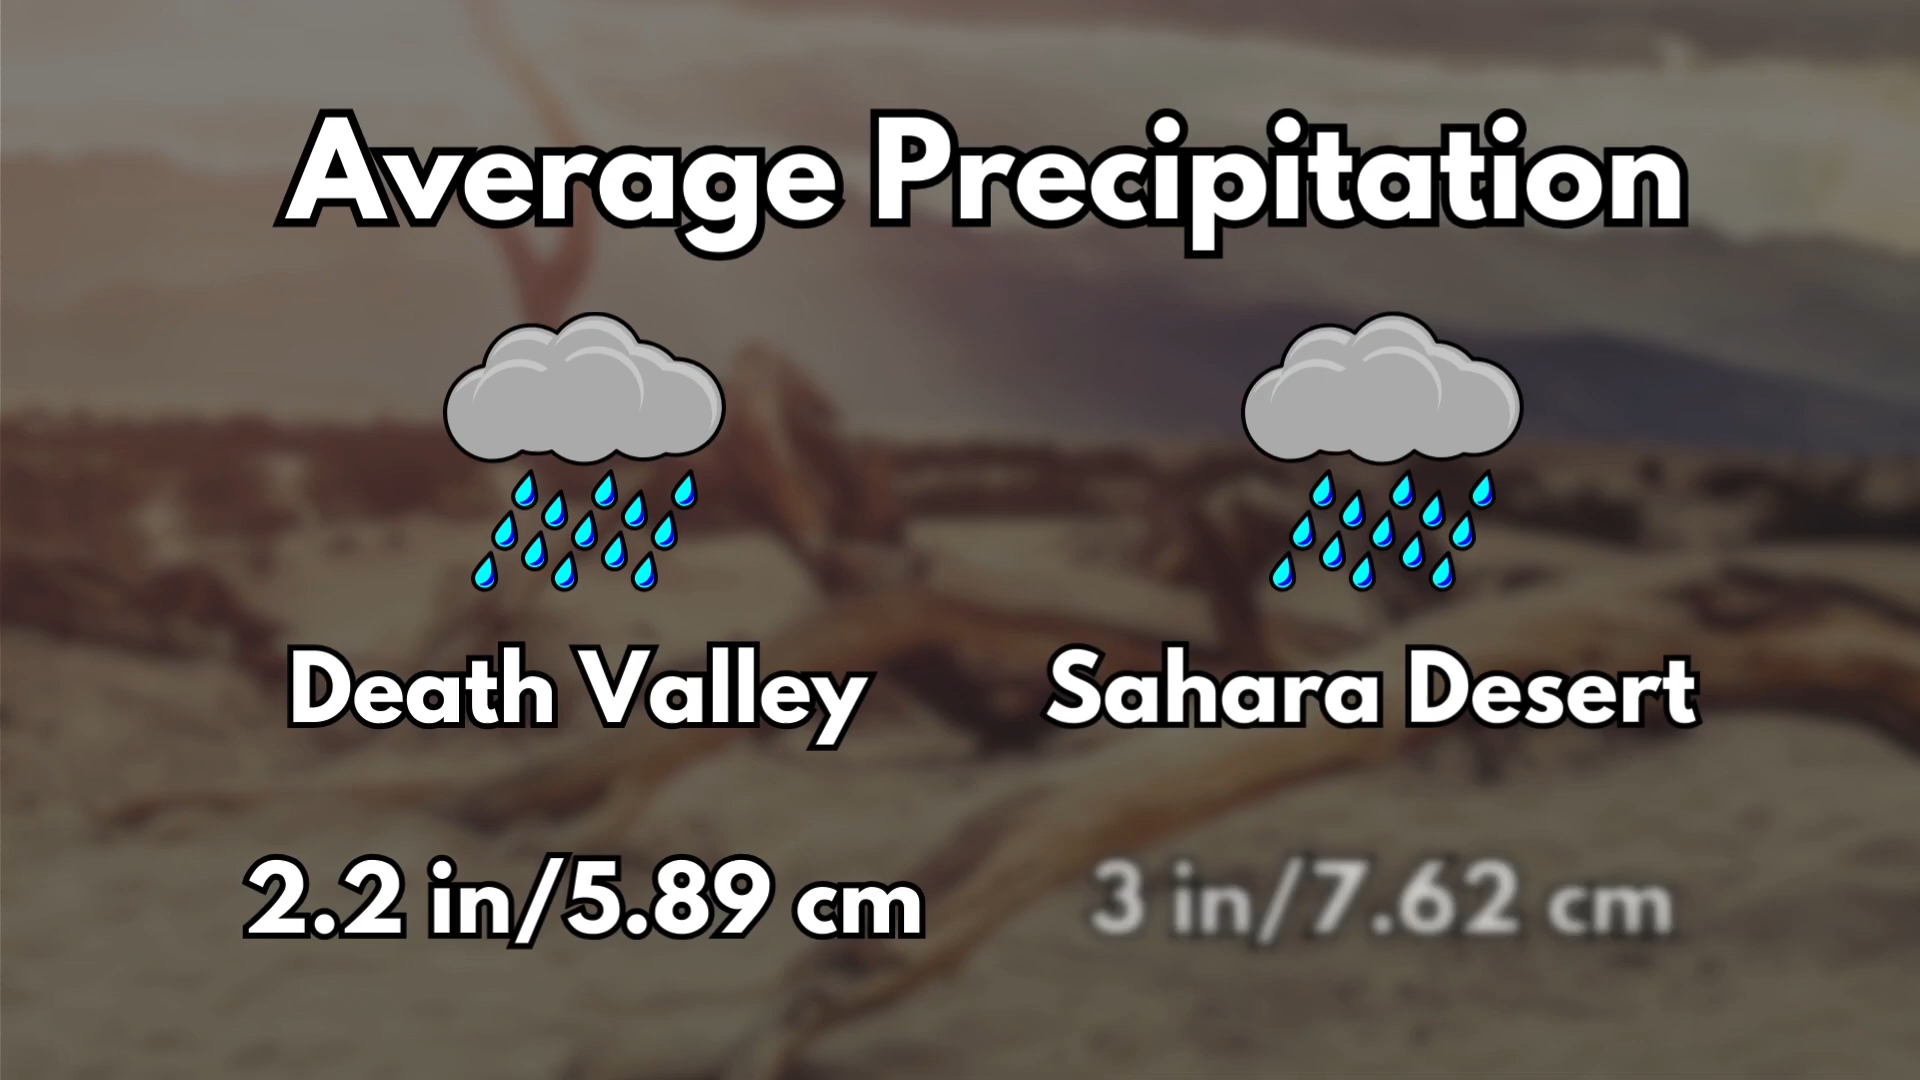 Average Precipitation
Death Valley
Sahara Desert
2.2 in/5.89 cm
3 in/7.62 cm